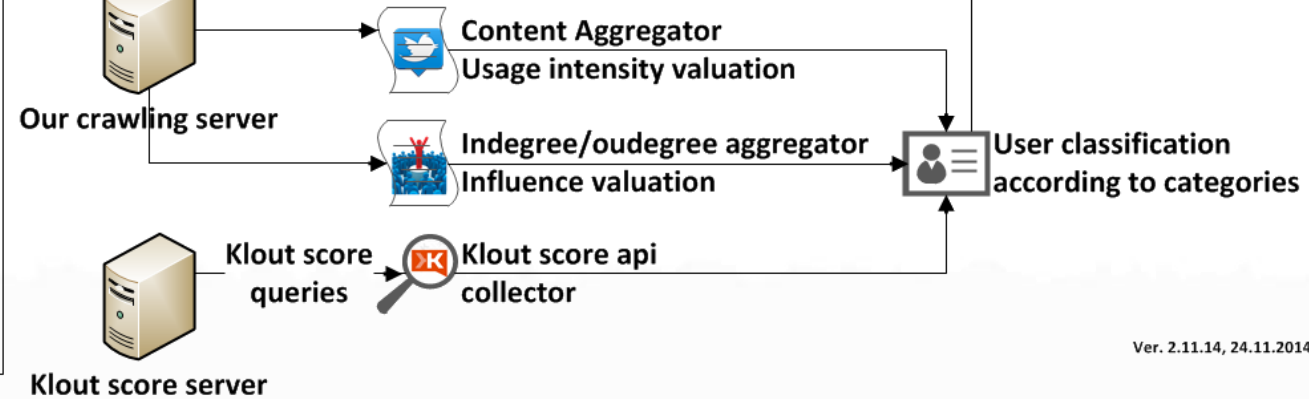 Content Aggregator
Usage intensity valuation
Our crawling server
Indegree/oudegree aggregator
Influence valuation
User classification
according to categories
Klout score
queries
K
Klout score api
collector
Ver. 2.11.14, 24.11.2014
Klout score server